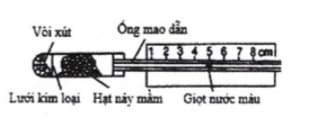 Vôi xút
Ống mao dẫn
1 2 3 4 5 6 7 8 cm
Lưới kim loại
Hạt nảy mầm
Giọt nước màu